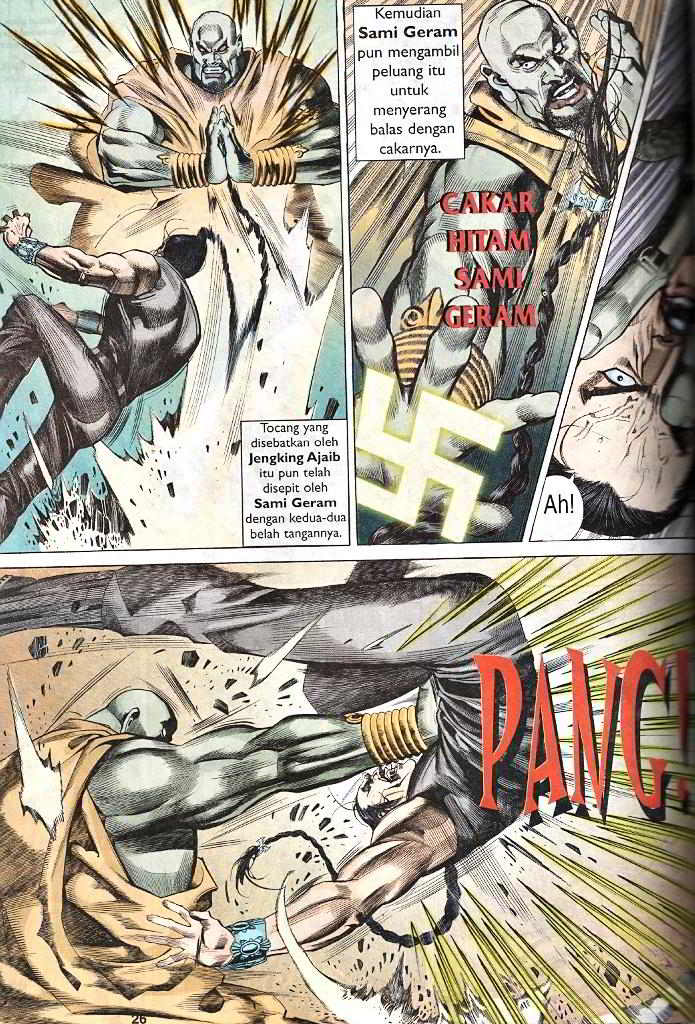 Tocang yang
disebatkan oleh
Jengking Ajaib
itu pun telah
disepit oleh
Sami Geram
dengan kedua-dua
belah tangannya.
Kemudian
Sami Geram
pun mengambil
peluang itu
untuk
menyerang
balas dengan
cakarnya.
CAKAR
HITAM
SAMI
GERAM
Ah!
PANG!
26